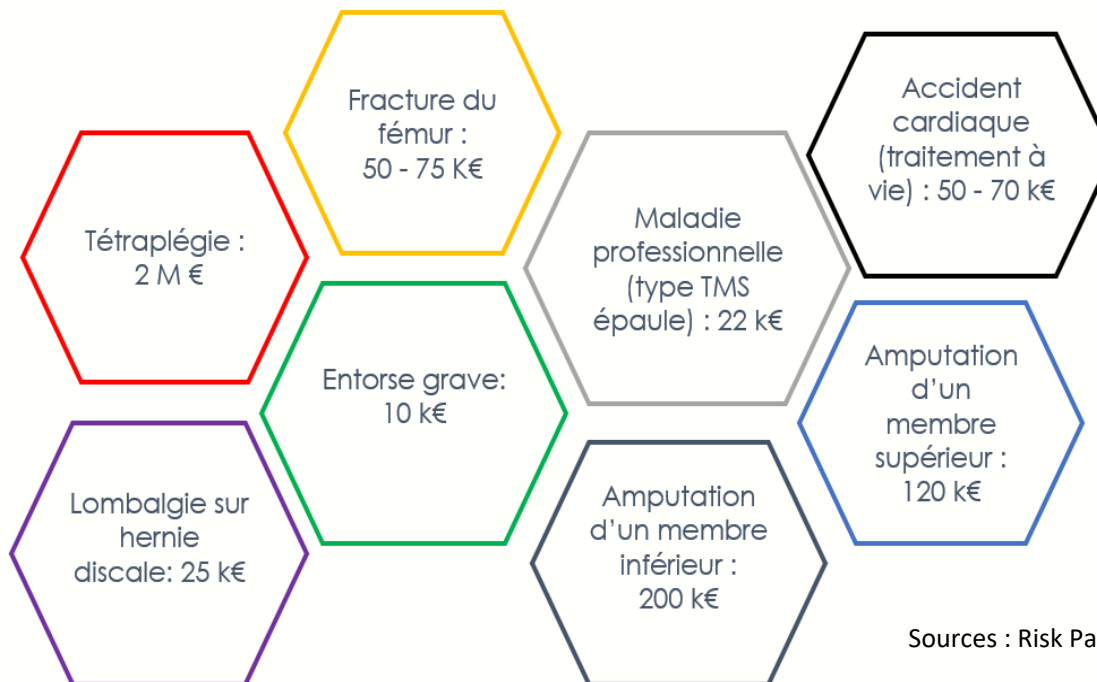 Fracture du
fémur :
50 - 75 K€
Accident
cardiaque
(traitement à
vie) : 50 - 70 k€
Tétraplégie :
2 M €
Maladie
professionnelle
(type TMS
épaule) : 22 k€
Entorse grave:
10 k€
Amputation
d’un
membre
supérieur :
120 k€
Lombalgie sur
hernie
discale: 25 k€
Amputation
d’un membre
inférieur :
200 k€
Sources : Risk Pa